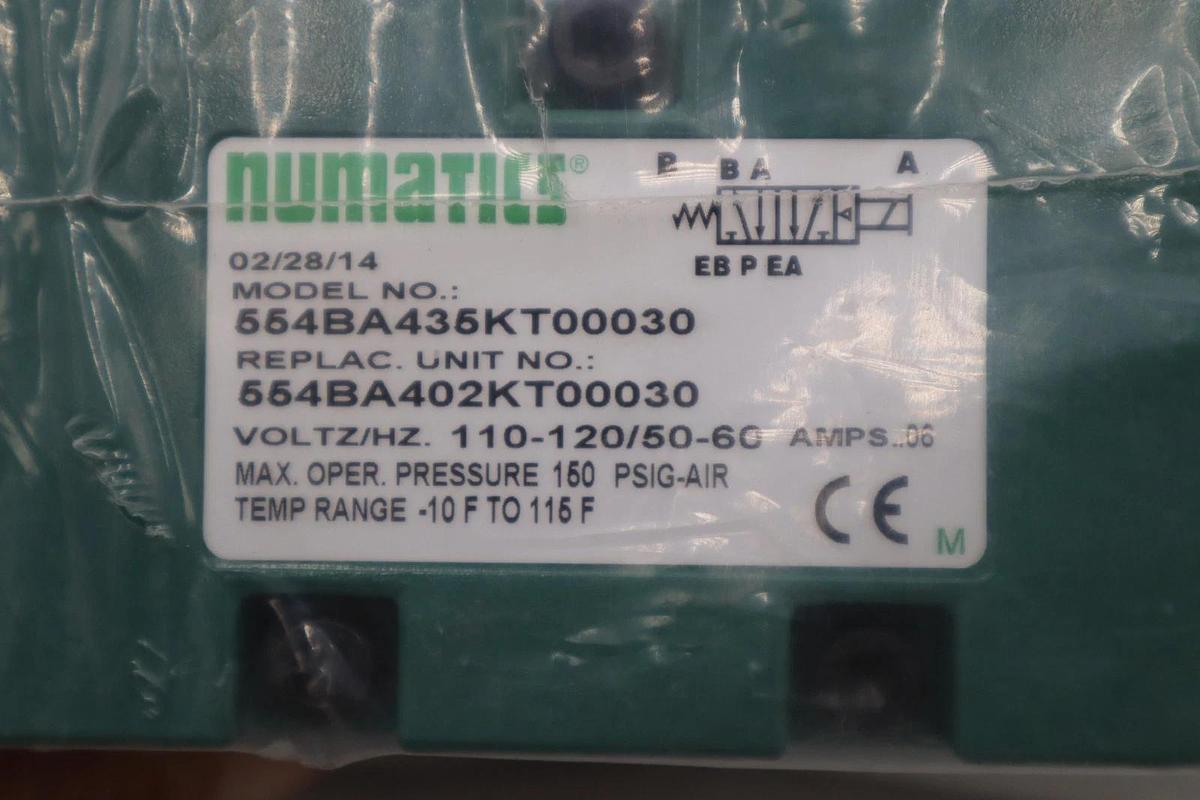 numatics®
B BA A
EB P EA
02/28/14
MODEL NO.:
554BA435KT00030
REPLAC. UNIT NO.:
554BA402KT00030
VOLTZ/HZ. 110-120/50-60 AMPS..06
MAX. OPER. PRESSURE 150 PSIG-AIR
TEMP RANGE -10 F TO 115 F
CE
M